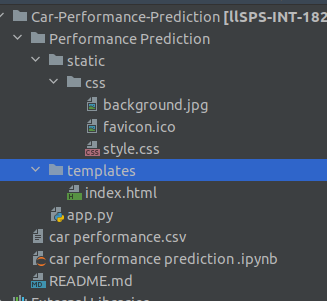 Car-Performance-Prediction [llSPS-INT-182
Performance Prediction
static
css
background.jpg
favicon.ico
style.css
templates
index.html
app.py
car performance.csv
car performance prediction .ipynb
README.md